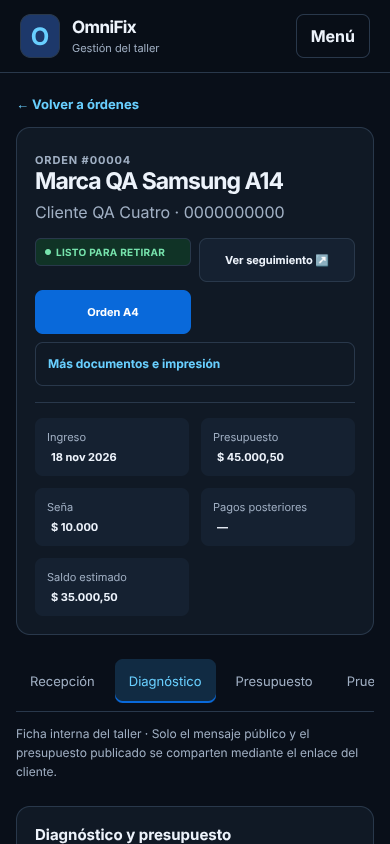 O
OmniFix
Gestión del taller
Menú
← Volver a órdenes
ORDEN #00004
Marca QA Samsung A14
Cliente QA Cuatro · 0000000000
LISTO PARA RETIRAR
Ver seguimiento ↗
Orden A4
Más documentos e impresión
Ingreso
18 nov 2026
Presupuesto
$ 45.000,50
Seña
$ 10.000
Pagos posteriores
—
Saldo estimado
$ 35.000,50
Recepción
Diagnóstico
Presupuesto
Prue
Ficha interna del taller · Solo el mensaje público y el
presupuesto publicado se comparten mediante el enlace del
cliente.
Diagnóstico y presupuesto